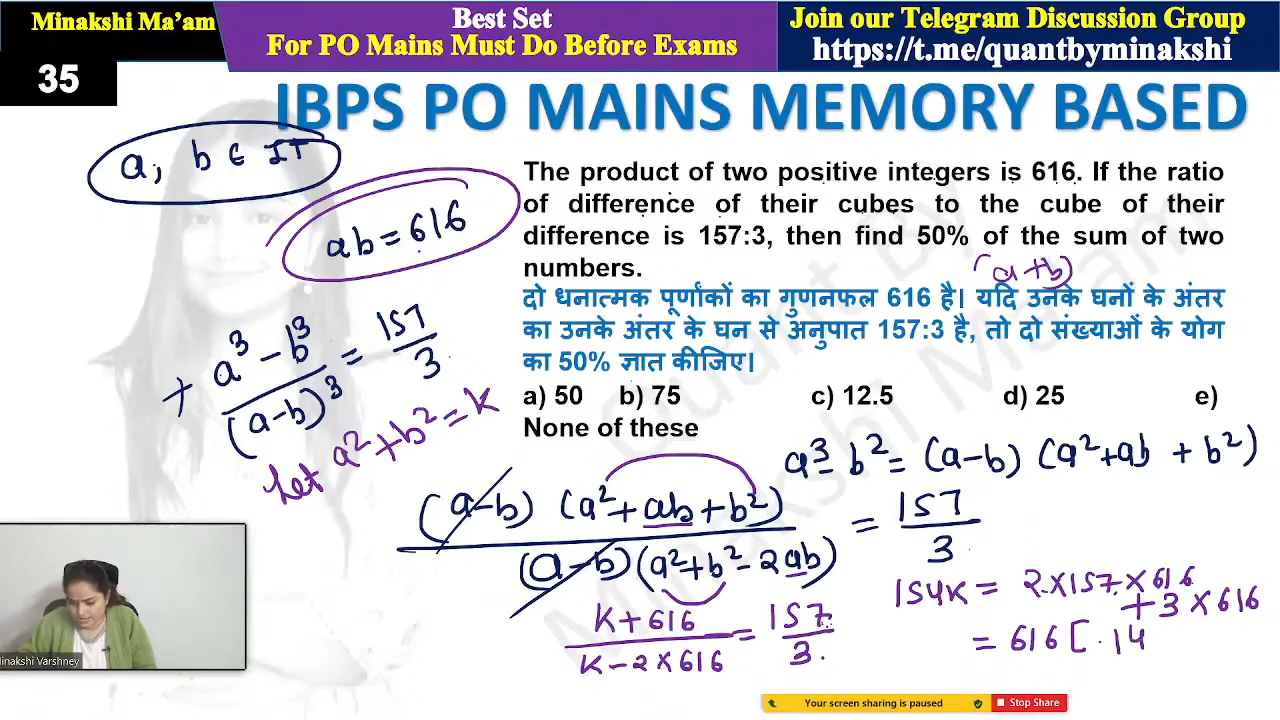 Minakshi Ma'am
35
Best Set
For PO Mains Must Do Before Exams
Join our Telegram Discussion Group
https://t.me/quantbyminakshi
IBPS PO MAINS MEMORY BASED
a, b ∈ I+
ab = 616
The product of two positive integers is 616. If the ratio
of difference of their cubes to the cube of their
difference is 157:3, then find 50% of the sum of two
numbers.
(a+b)
दो धनात्मक पूर्णांकों का गुणनफल 616 है। यदि उनके घनों के अंतर
का उनके अंतर के घन से अनुपात 157:3 है, तो दो संख्याओं के योग
का 50% ज्ञात कीजिए।
a) 50 b) 75 c) 12.5 d) 25 e)
None of these
+ a³ - b³ / (a-b)³ = 157/3
Let a² + b² = k
a³ - b² = (a-b) (a² + ab + b²)
(a-b) (a² + ab + b²) / (a-b) (a² + b² - 2ab) = 157/3
K + 616 / K - 2 × 616 = 157/3
154K = 2 × 157 × 616
+ 3 × 616
= 616 [ 14
Minakshi Varshney
Your screen sharing is paused
Stop Share